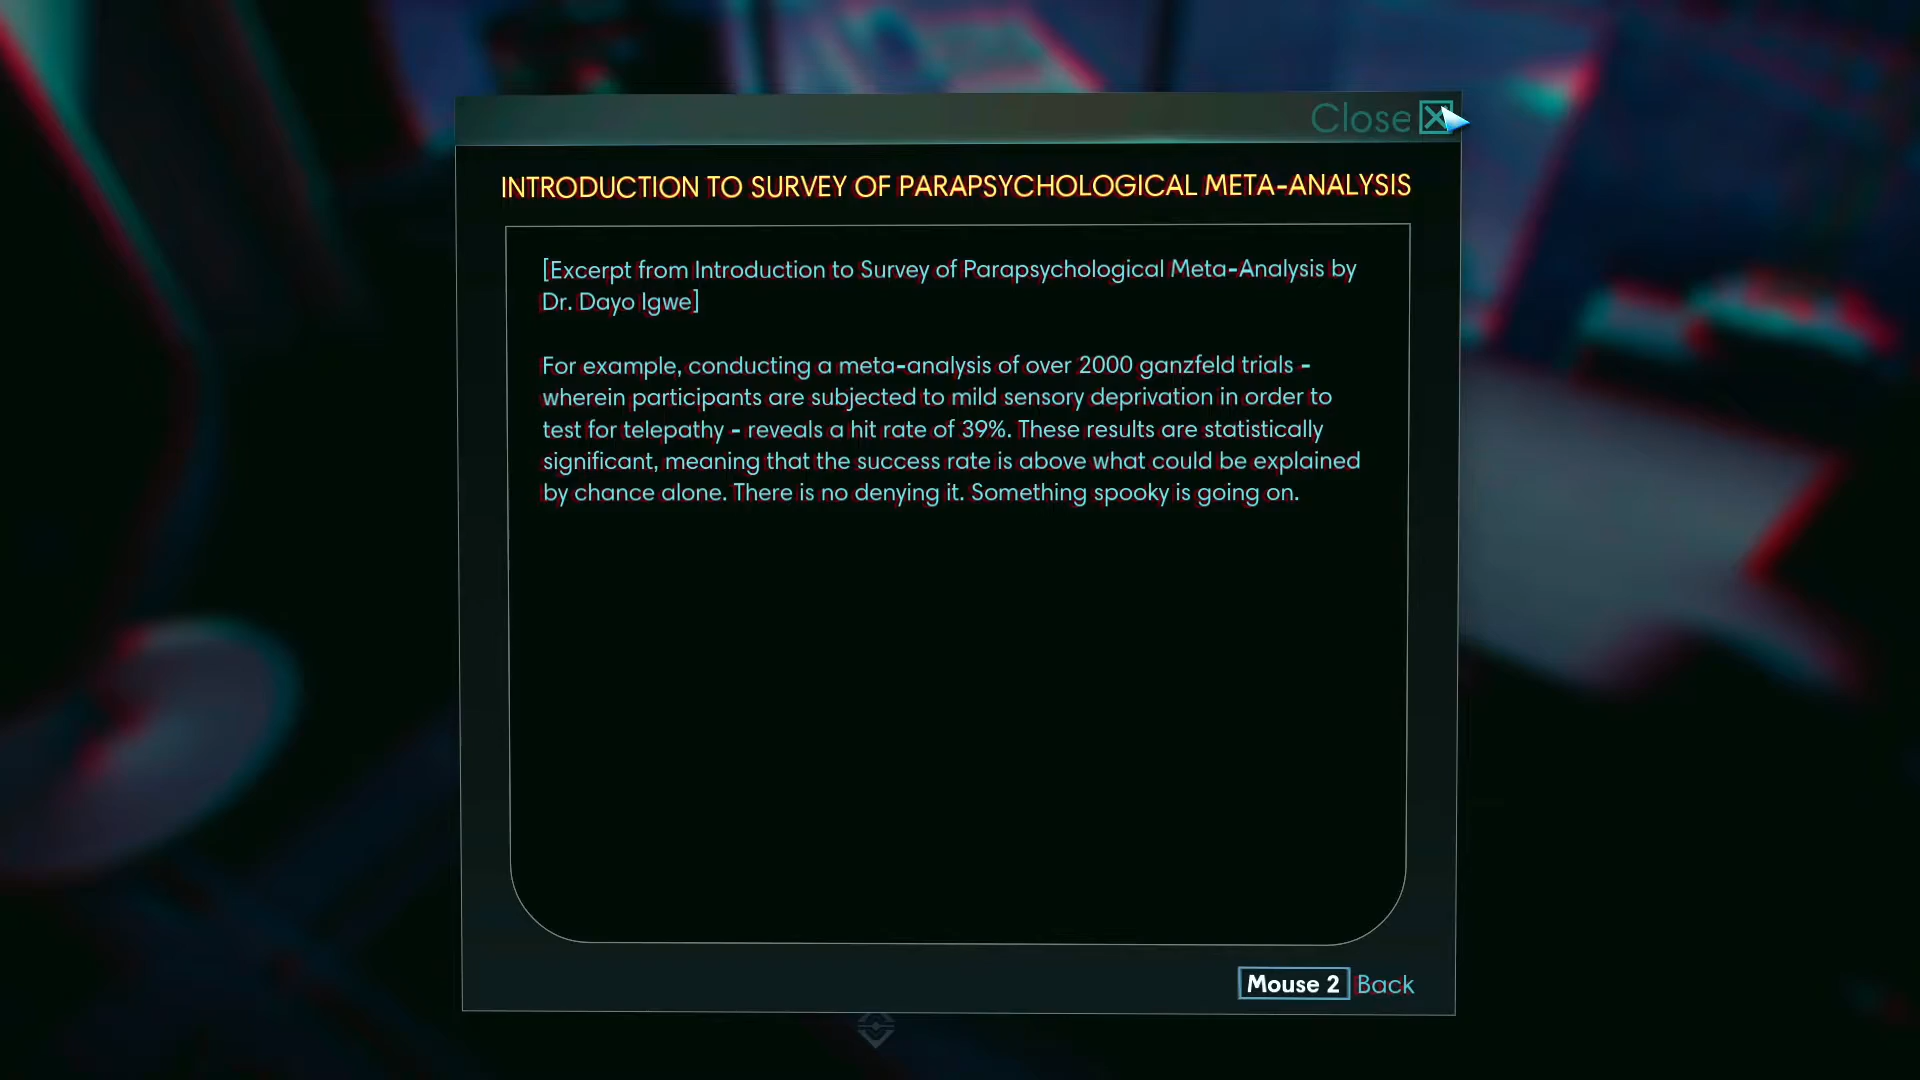 Close
INTRODUCTION TO SURVEY OF PARAPSYCHOLOGICAL META-ANALYSIS
[Excerpt from Introduction to Survey of Parapsychological Meta-Analysis by
Dr. Dayo Igwe]
For example, conducting a meta-analysis of over 2000 ganzfeld trials -
wherein participants are subjected to mild sensory deprivation in order to
test for telepathy - reveals a hit rate of 39%. These results are statistically
significant, meaning that the success rate is above what could be explained
by chance alone. There is no denying it. Something spooky is going on.
Mouse 2 Back